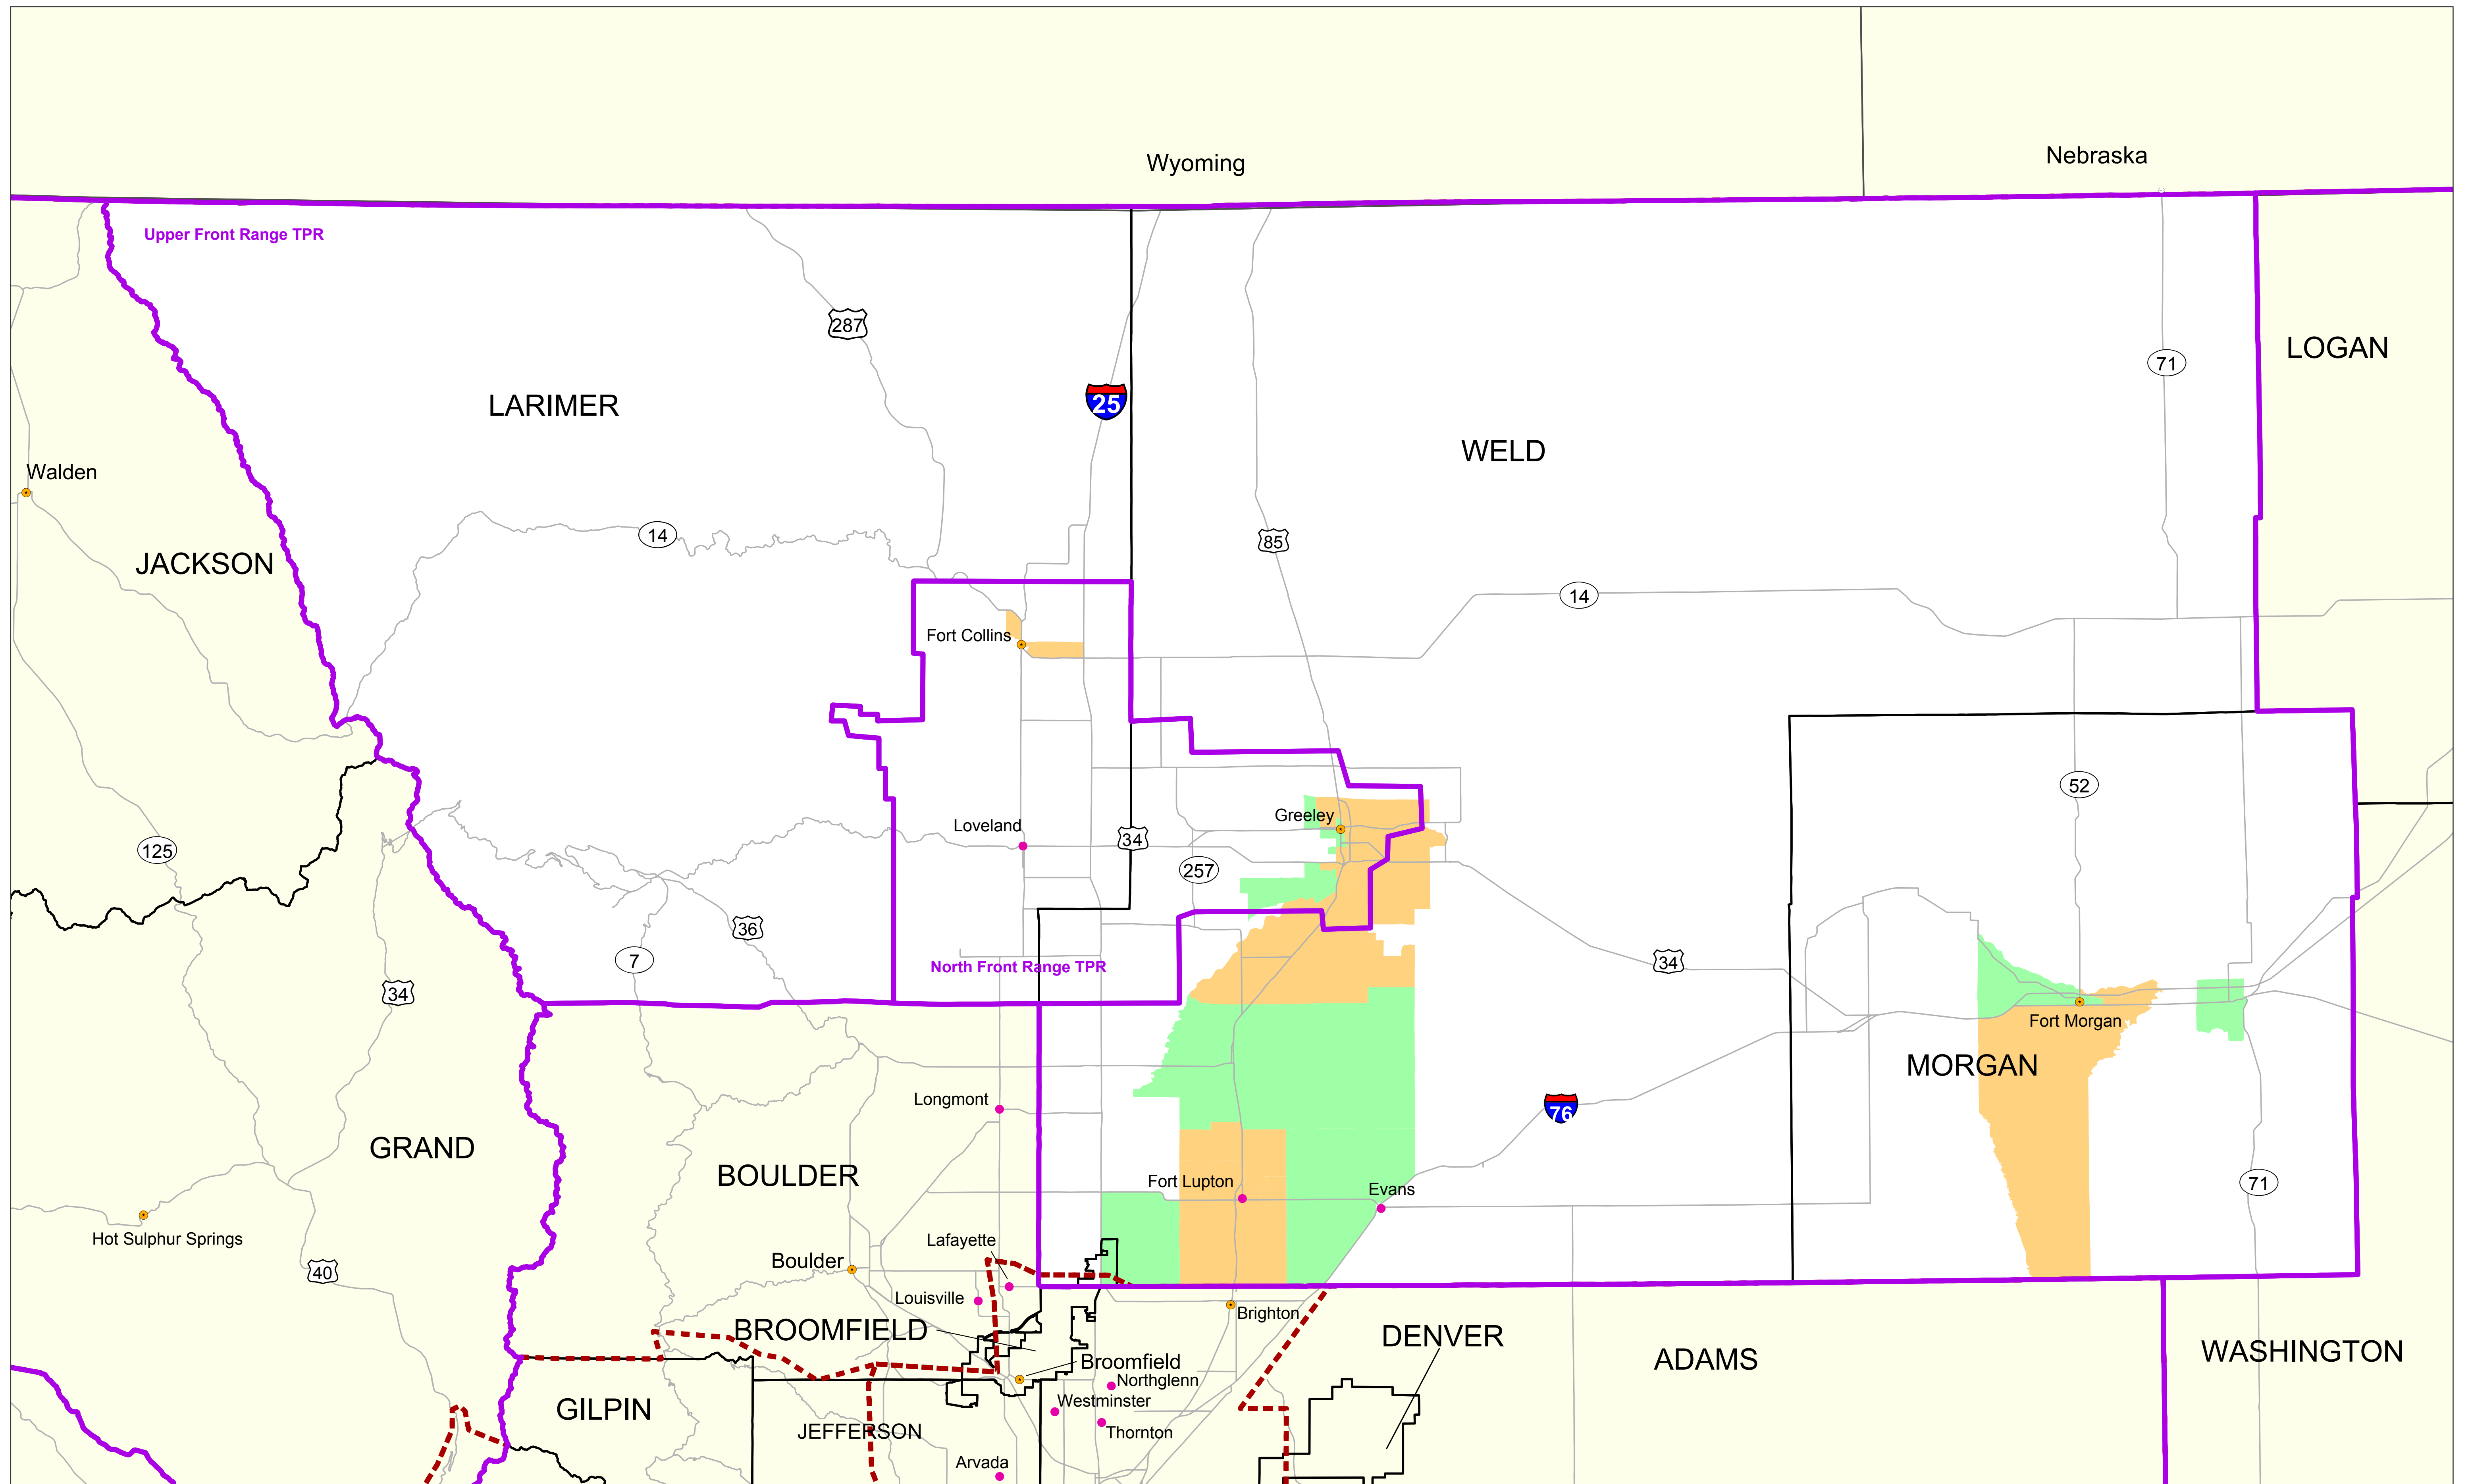 Wyoming
Nebraska
Upper Front Range TPR
287
LOGAN
71
25
LARIMER
WELD
Walden
14
85
JACKSON
14
Fort Collins
52
Greeley
Loveland
34
125
257
36
7
North Front Range TPR
34
34
Fort Morgan
MORGAN
Longmont
76
GRAND
BOULDER
Fort Lupton
Evans
71
Hot Sulphur Springs
Lafayette
Boulder
40
Louisville
Brighton
BROOMFIELD
DENVER
ADAMS
WASHINGTON
Broomfield
Northglenn
Westminster
GILPIN
JEFFERSON
Thornton
Arvada